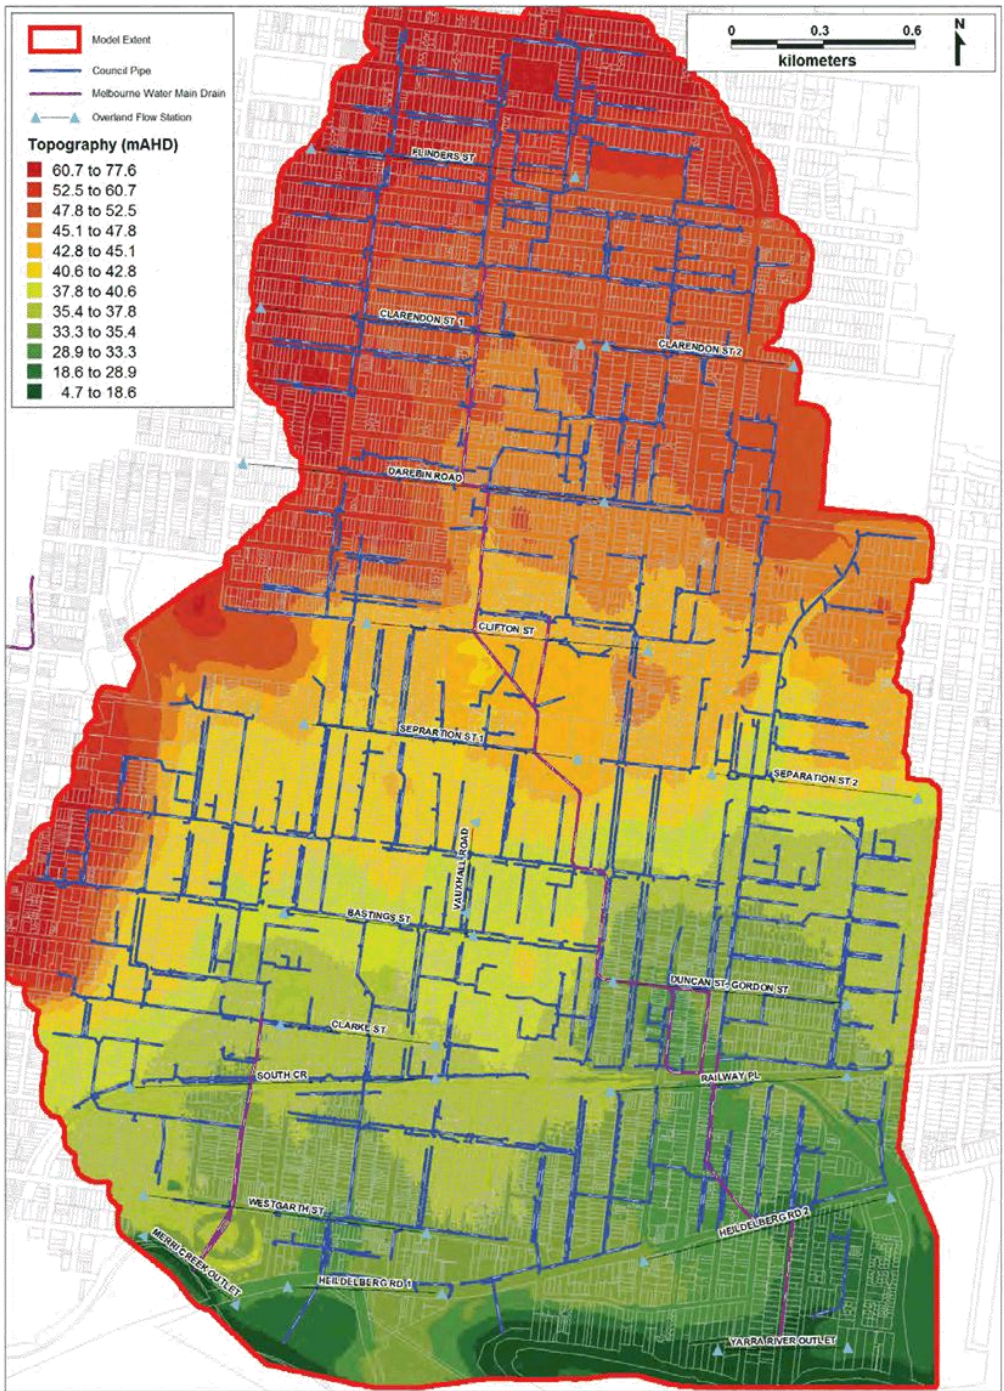 Model Extent
Council Pipe
Melbourne Water Main Drain
Overland Flow Station
Topography (mAHD)
60.7 to 77.6
52.5 to 60.7
47.8 to 52.5
45.1 to 47.8
42.8 to 45.1
40.6 to 42.8
37.8 to 40.6
35.4 to 37.8
33.3 to 35.4
28.9 to 33.3
18.6 to 28.9
4.7 to 18.6
0 0.3 0.6
kilometers
N
FLINDERS ST
CLARENDON ST 1
CLARENDON ST 2
DAREBIN ROAD
CLIFTON ST
SEPRARTION ST 1
SEPARATION ST 2
VAUXHALL ROAD
BASTINGS ST
DUNCAN ST- GORDON ST
CLARKE ST
SOUTH CR
RAILWAY PL
WESTGARTH ST
HEILDELBERG RD 2
MERRI CREEK OUTLET
HEILDELBERG RD 1
YARRA RIVER OUTLET